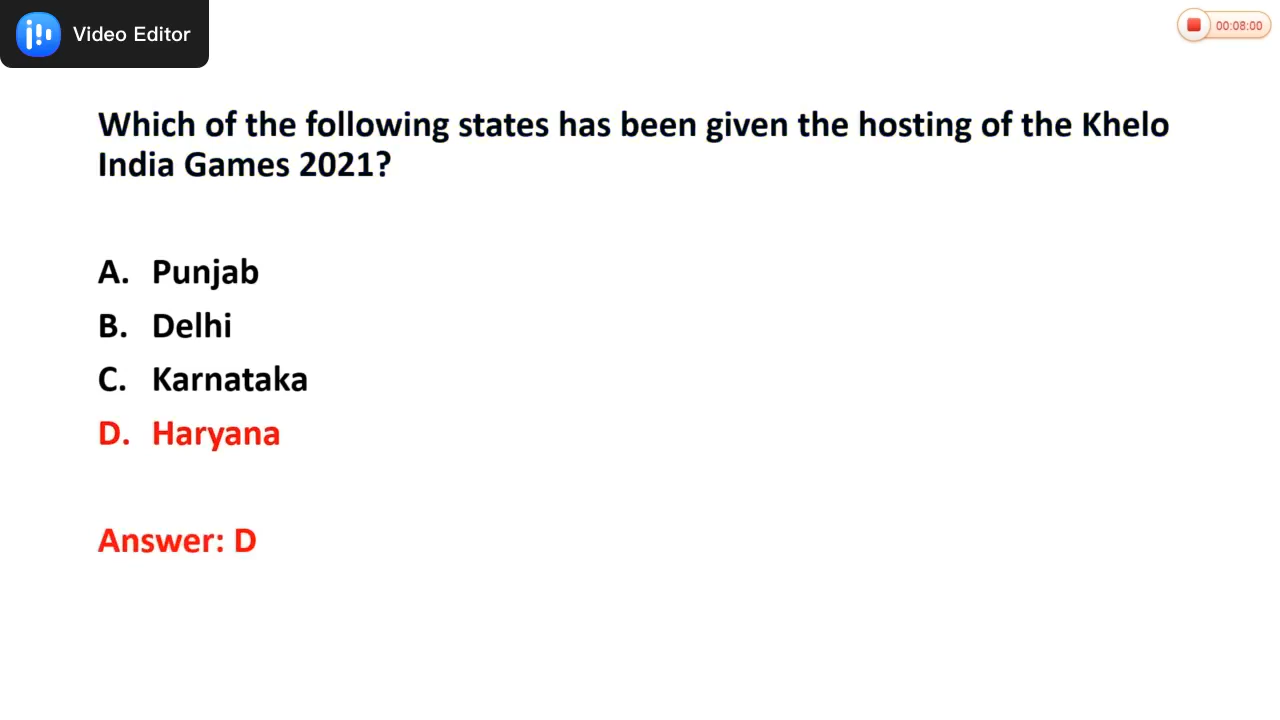 Video Editor
00:08:00
Which of the following states has been given the hosting of the Khelo
India Games 2021?
A. Punjab
B. Delhi
C. Karnataka
D. Haryana
Answer: D